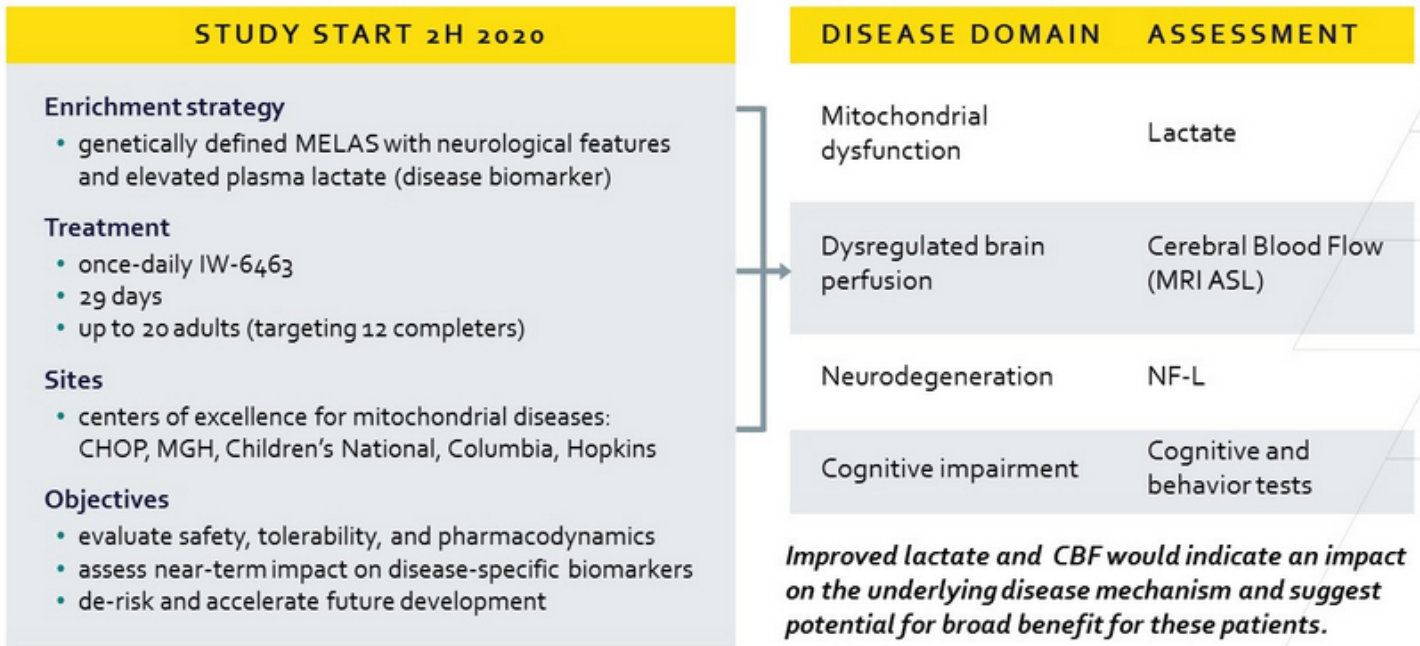 STUDY START 2H 2020
Enrichment strategy
• genetically defined MELAS with neurological features
and elevated plasma lactate (disease biomarker)
Treatment
• once-daily IW-6463
• 29 days
• up to 20 adults (targeting 12 completers)
Sites
• centers of excellence for mitochondrial diseases:
CHOP, MGH, Children's National, Columbia, Hopkins
Objectives
• evaluate safety, tolerability, and pharmacodynamics
• assess near-term impact on disease-specific biomarkers
• de-risk and accelerate future development
DISEASE DOMAIN ASSESSMENT
Mitochondrial
dysfunction
Lactate
Dysregulated brain
perfusion
Cerebral Blood Flow
(MRI ASL)
Neurodegeneration
NF-L
Cognitive impairment
Cognitive and
behavior tests
Improved lactate and CBF would indicate an impact
on the underlying disease mechanism and suggest
potential for broad benefit for these patients.